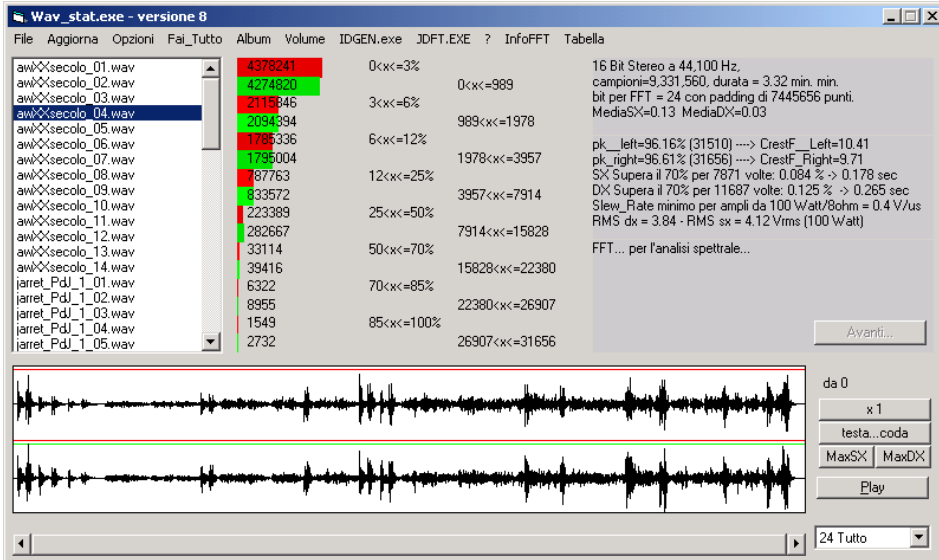 Wav_stat.exe - versione 8
File Aggiorna Opzioni Fai_Tutto Album Volume IDGEN.exe JDFT.EXE ? InfoFFT Tabella
awXXsecolo_01.wav
awXXsecolo_02.wav
awXXsecolo_03.wav
awXXsecolo_04.wav
awXXsecolo_05.wav
awXXsecolo_06.wav
awXXsecolo_07.wav
awXXsecolo_08.wav
awXXsecolo_09.wav
awXXsecolo_10.wav
awXXsecolo_11.wav
awXXsecolo_12.wav
awXXsecolo_13.wav
awXXsecolo_14.wav
jarret_PdJ_1_01.wav
jarret_PdJ_1_02.wav
jarret_PdJ_1_03.wav
jarret_PdJ_1_04.wav
jarret_PdJ_1_05.wav
4378241 0<x<=3%
4274820 0<x<=989
2115846 3<x<=6%
2094394 989<x<=1978
1785336 6<x<=12%
1795004 1978<x<=3957
787763 12<x<=25%
833572 3957<x<=7914
223389 25<x<=50%
282667 7914<x<=15828
33114 50<x<=70%
39416 15828<x<=22380
6322 70<x<=85%
8955 22380<x<=26907
1549 85<x<=100%
2732 26907<x<=31656
16 Bit Stereo a 44,100 Hz,
campioni=9,331,560, durata = 3.32 min. min.
bit per FFT = 24 con padding di 7445656 punti.
MediaSX=0.13 MediaDX=0.03
pk__left=96.16% (31510) ----> CrestF__Left=10.41
pk_right=96.61% (31656) ----> CrestF_Right=9.71
SX Supera il 70% per 7871 volte: 0.084 % -> 0.178 sec
DX Supera il 70% per 11687 volte: 0.125 % -> 0.265 sec
Slew_Rate minimo per ampli da 100 Watt/8ohm = 0.4 V/us
RMS dx = 3.84 - RMS sx = 4.12 Vrms (100 Watt)
FFT... per l'analisi spettrale...
Avanti...
da 0
x 1
testa...coda
MaxSX MaxDX
Play
24 Tutto